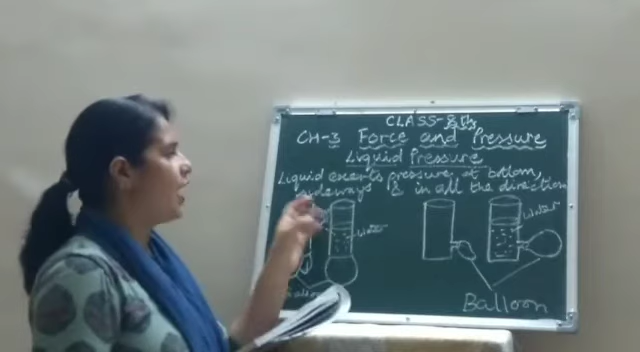 CLASS-8th
CH-3 Force and Pressure
Liquid Pressure
Liquid exerts pressure at bottom,
sideways & in all the direction
Water
Water
Balloon